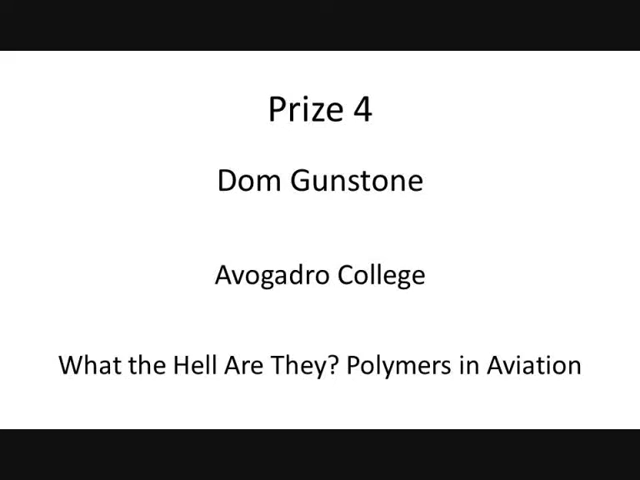 Prize 4
Dom Gunstone
Avogadro College
What the Hell Are They? Polymers in Aviation